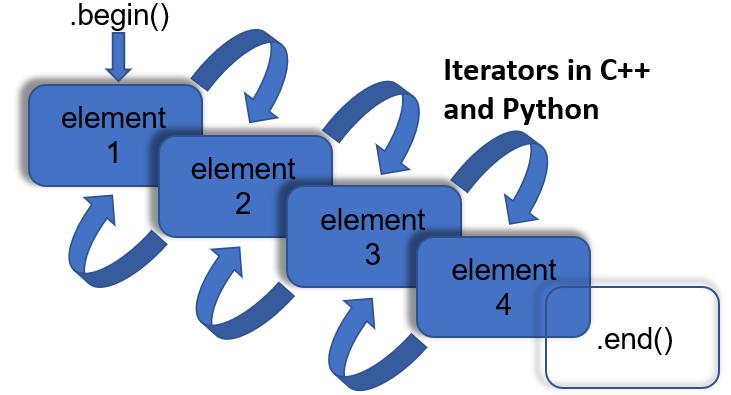 .begin()
Iterators in C++
and Python
element
1
element
2
element
3
element
4
.end()